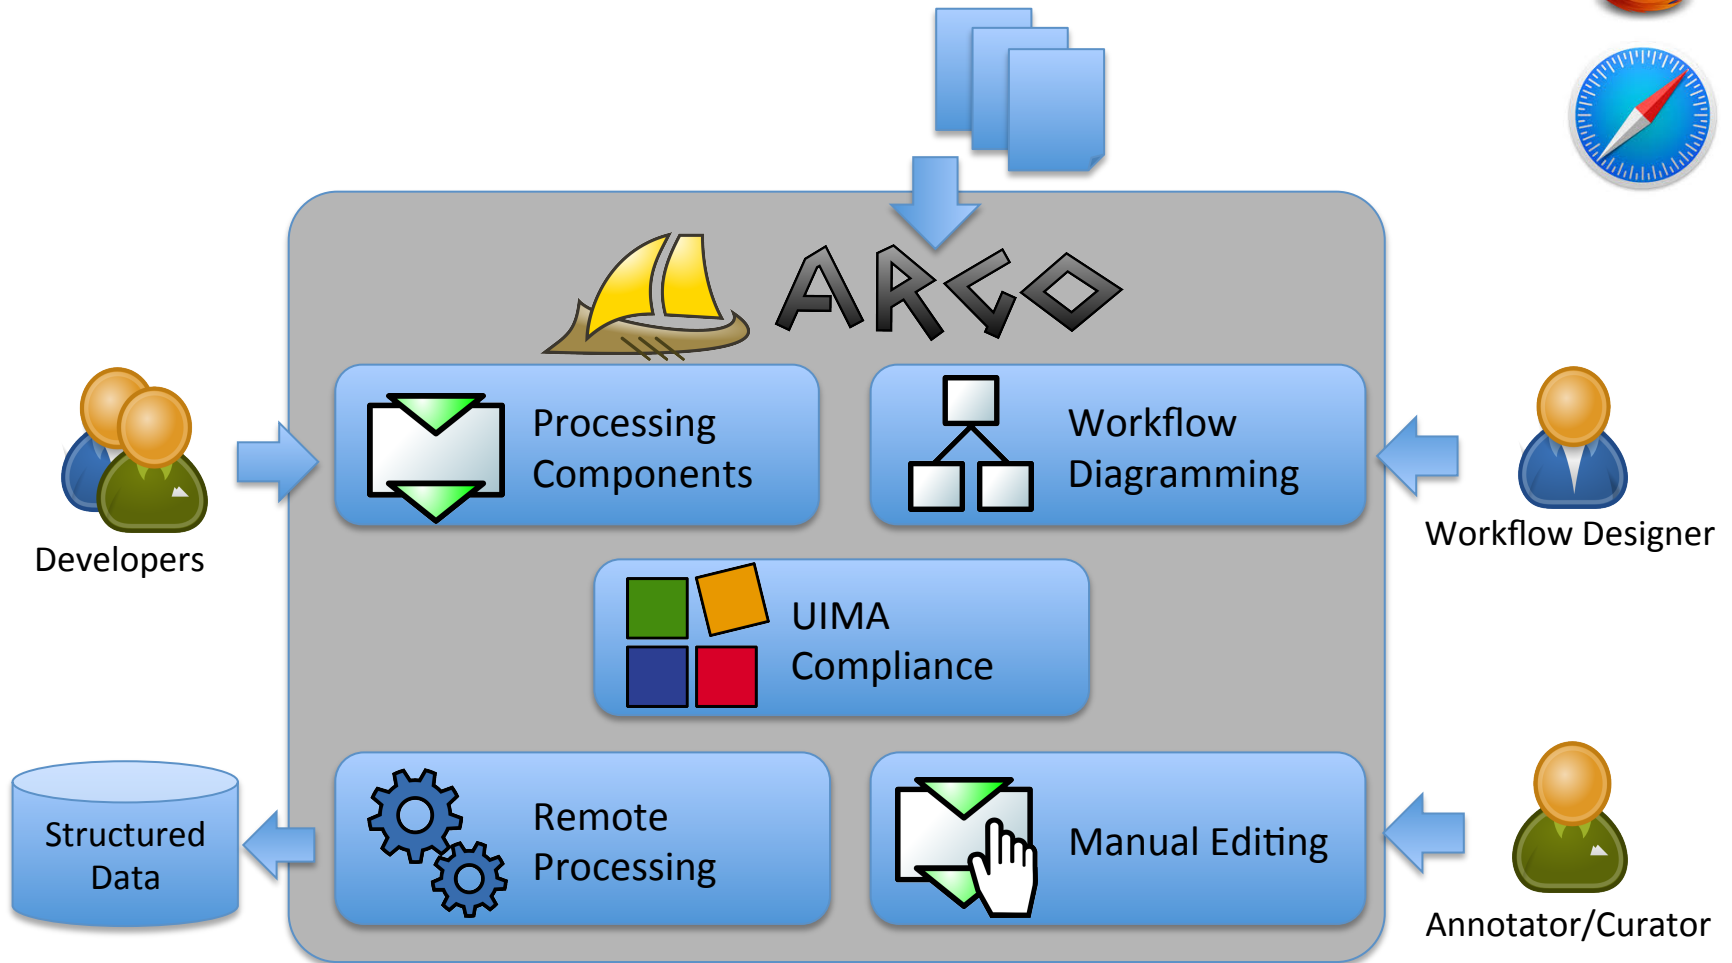 ARGO
Processing
Components
Workflow
Diagramming
Developers
Workflow Designer
UIMA
Compliance
Structured
Data
Remote
Processing
Manual Editing
Annotator/Curator